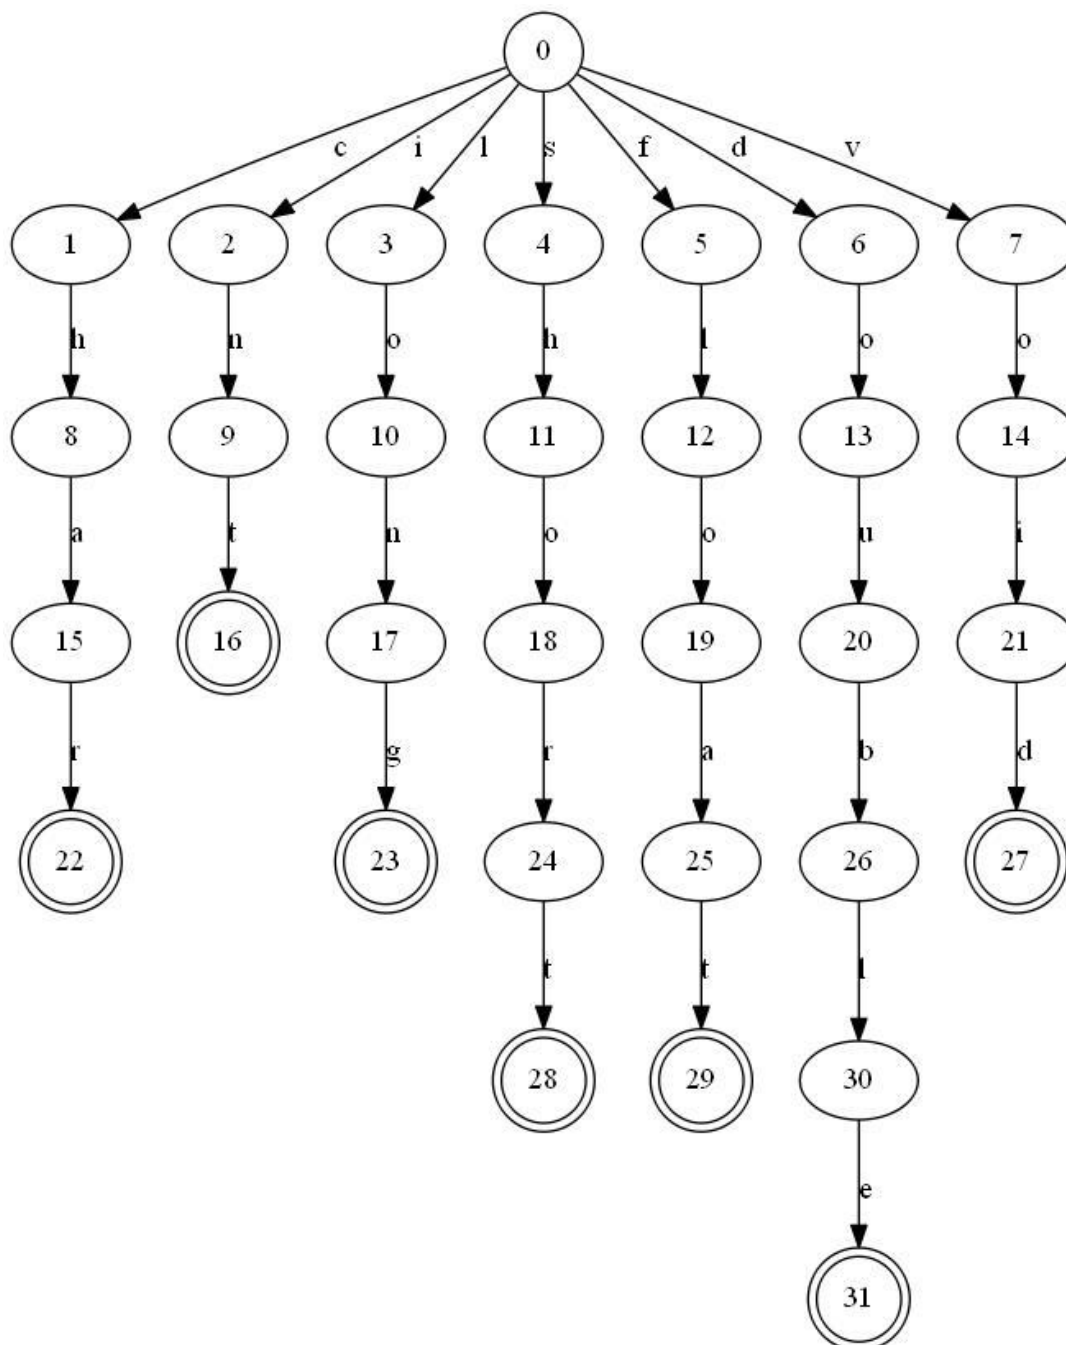 0
c i l s f d v
1 2 3 4 5 6 7
h n o h l o o
8 9 10 11 12 13 14
a t n o o u i
15 16 17 18 19 20 21
r g r a b d
22 23 24 25 26 27
t t l
28 29 30
e
31